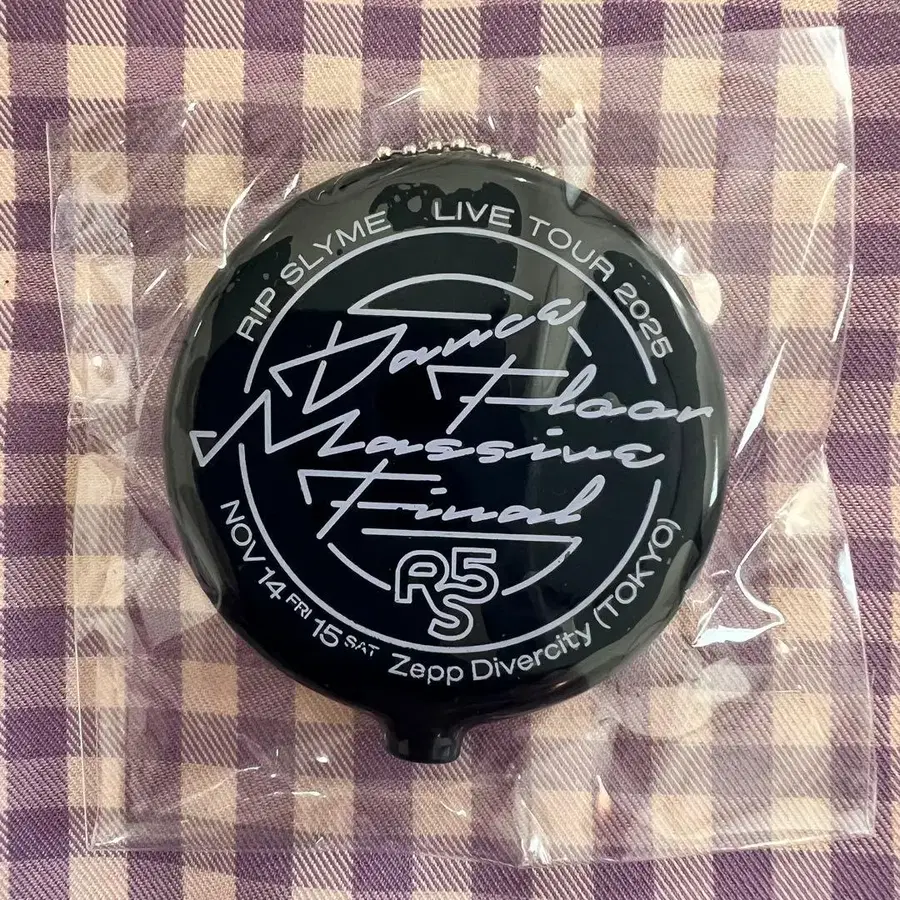 RIP SLYME LIVE TOUR 2025
Dance
Floor
Massive
Final
R5
S
NOV 14 FRI 15 SAT Zepp Divercity (TOKYO)